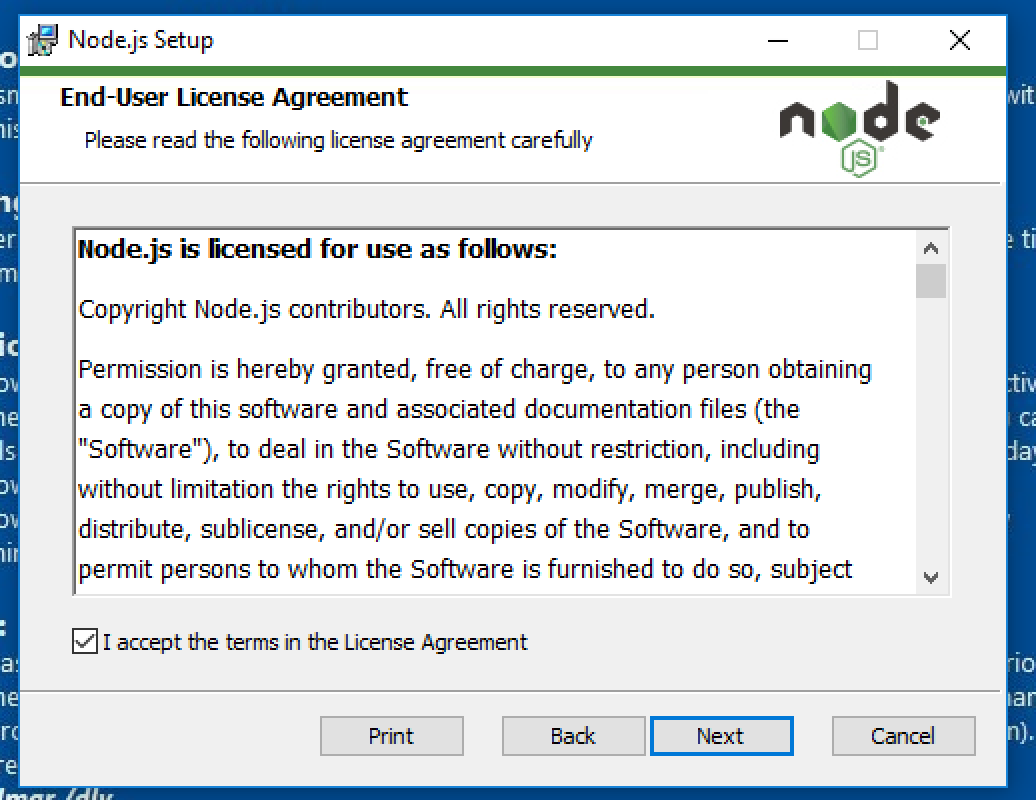 Node.js Setup
End-User License Agreement
Please read the following license agreement carefully
node
JS
Node.js is licensed for use as follows:
Copyright Node.js contributors. All rights reserved.
Permission is hereby granted, free of charge, to any person obtaining
a copy of this software and associated documentation files (the
"Software"), to deal in the Software without restriction, including
without limitation the rights to use, copy, modify, merge, publish,
distribute, sublicense, and/or sell copies of the Software, and to
permit persons to whom the Software is furnished to do so, subject
I accept the terms in the License Agreement
Print
Back
Next
Cancel